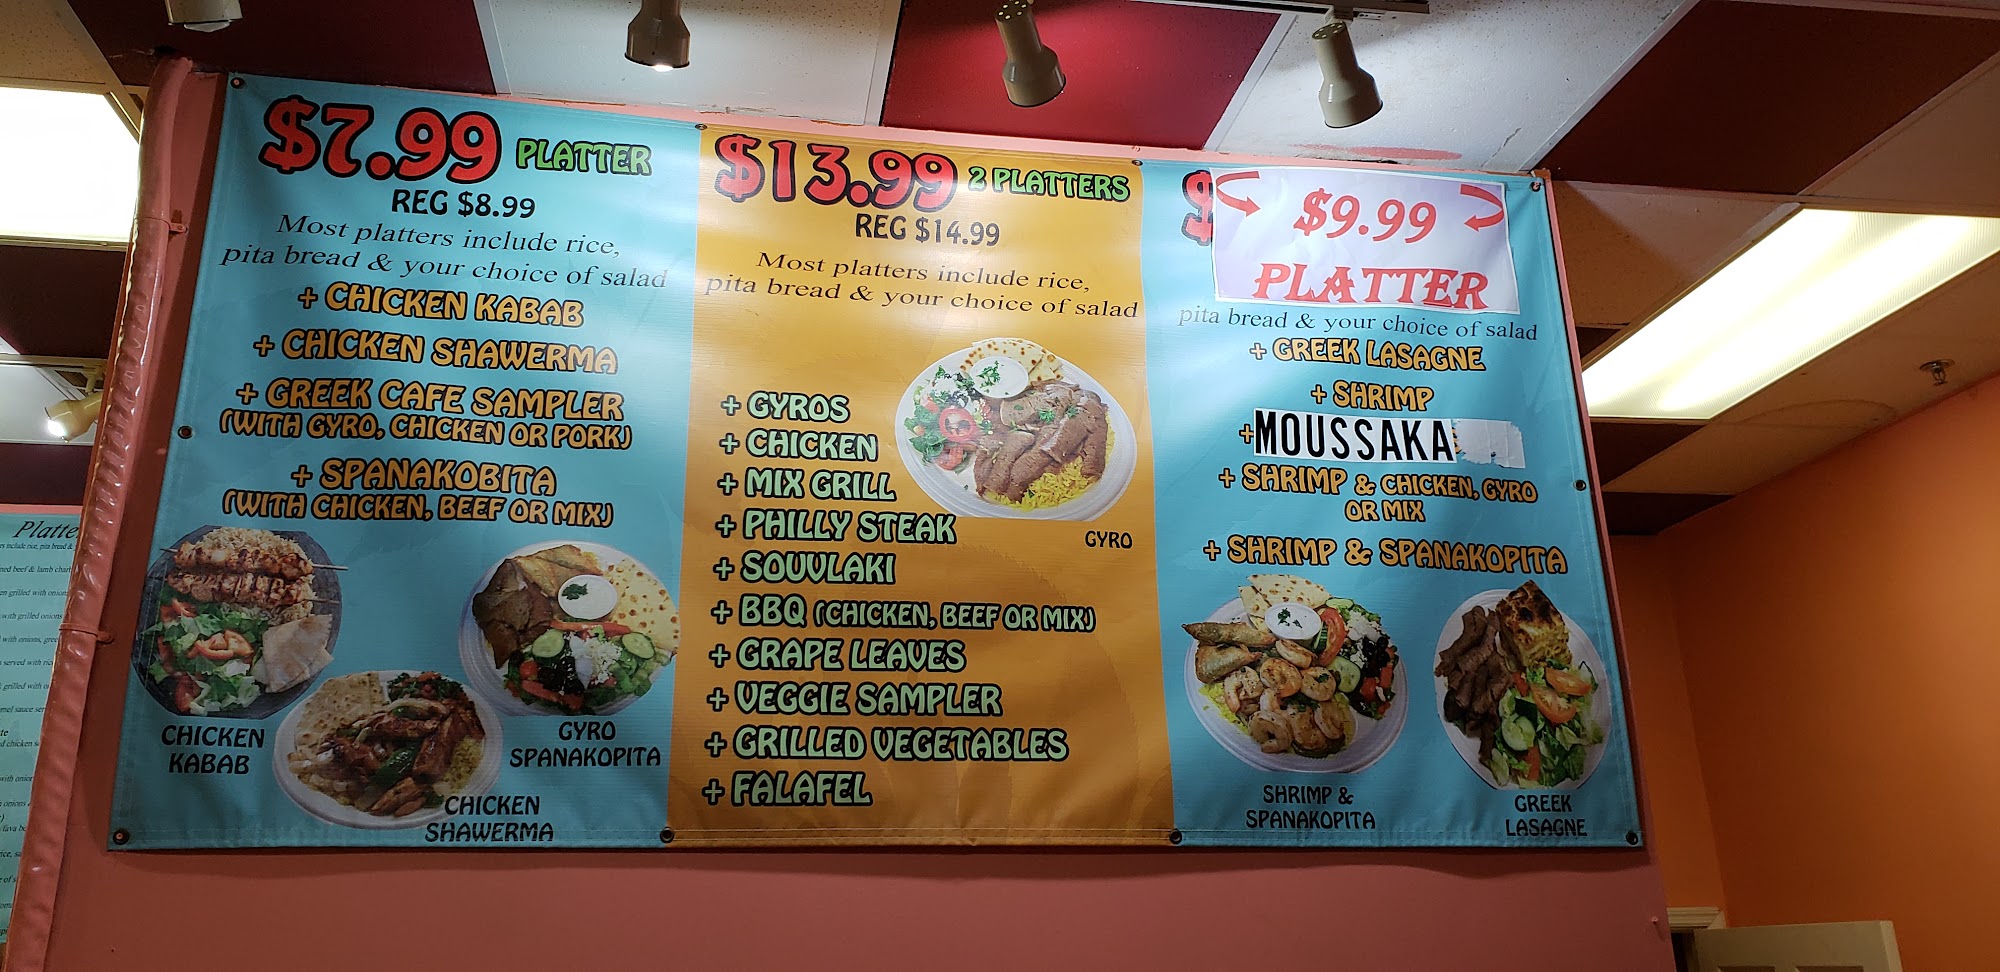 $7.99 PLATTER
REG $8.99
Most platters include rice,
pita bread & your choice of salad
+ CHICKEN KABAB
+ CHICKEN SHAWERMA
+ GREEK CAFE SAMPLER
(WITH GYRO, CHICKEN OR PORK)
+ SPANAKOBITA
(WITH CHICKEN, BEEF OR MIX)
CHICKEN
KABAB
GYRO
SPANAKOPITA
CHICKEN
SHAWERMA
$13.99 2 PLATTERS
REG $14.99
Most platters include rice,
pita bread & your choice of salad
+ GYROS
+ CHICKEN
+ MIX GRILL
+ PHILLY STEAK
+ SOUVLAKI
+ BBQ (CHICKEN, BEEF OR MIX)
+ GRAPE LEAVES
+ VEGGIE SAMPLER
+ GRILLED VEGETABLES
+ FALAFEL
GYRO
$
$9.99
PLATTER
pita bread & your choice of salad
+ GREEK LASAGNE
+ SHRIMP
+MOUSSAKA
+ SHRIMP & CHICKEN, GYRO
OR MIX
+ SHRIMP & SPANAKOPITA
SHRIMP &
SPANAKOPITA
GREEK
LASAGNE